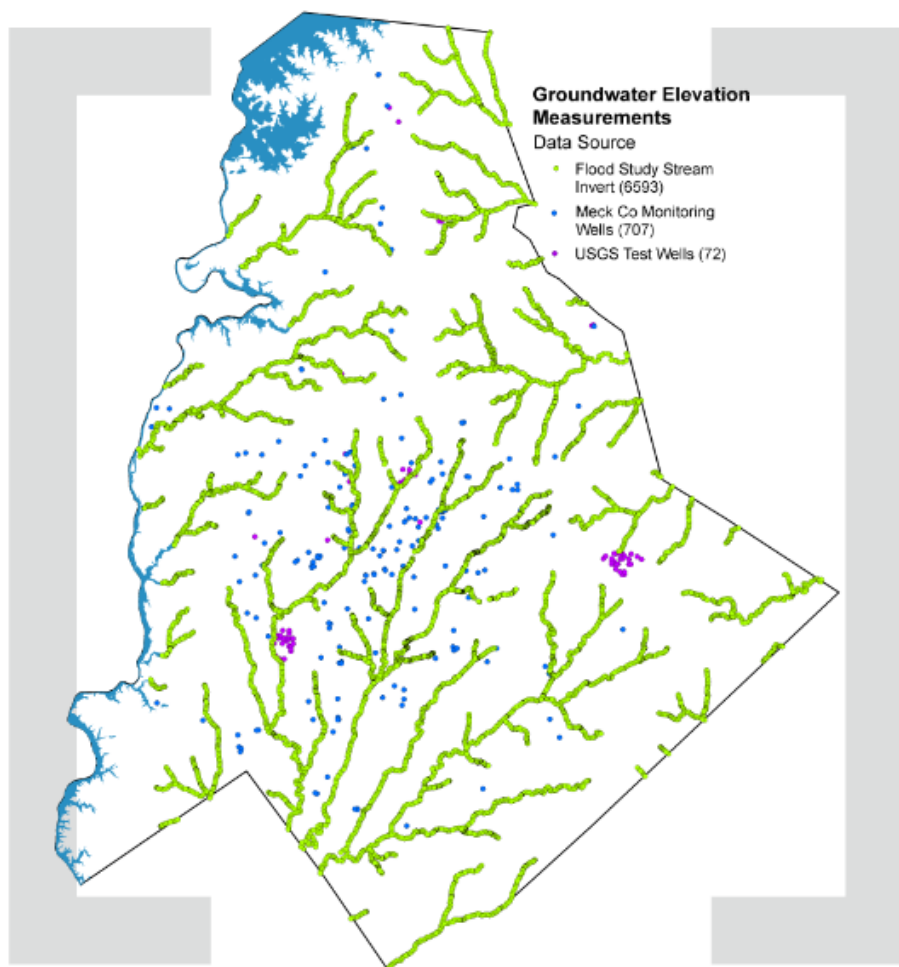 Groundwater Elevation
Measurements
Data Source
Flood Study Stream
Invert (6593)
Meck Co Monitoring
Wells (707)
USGS Test Wells (72)